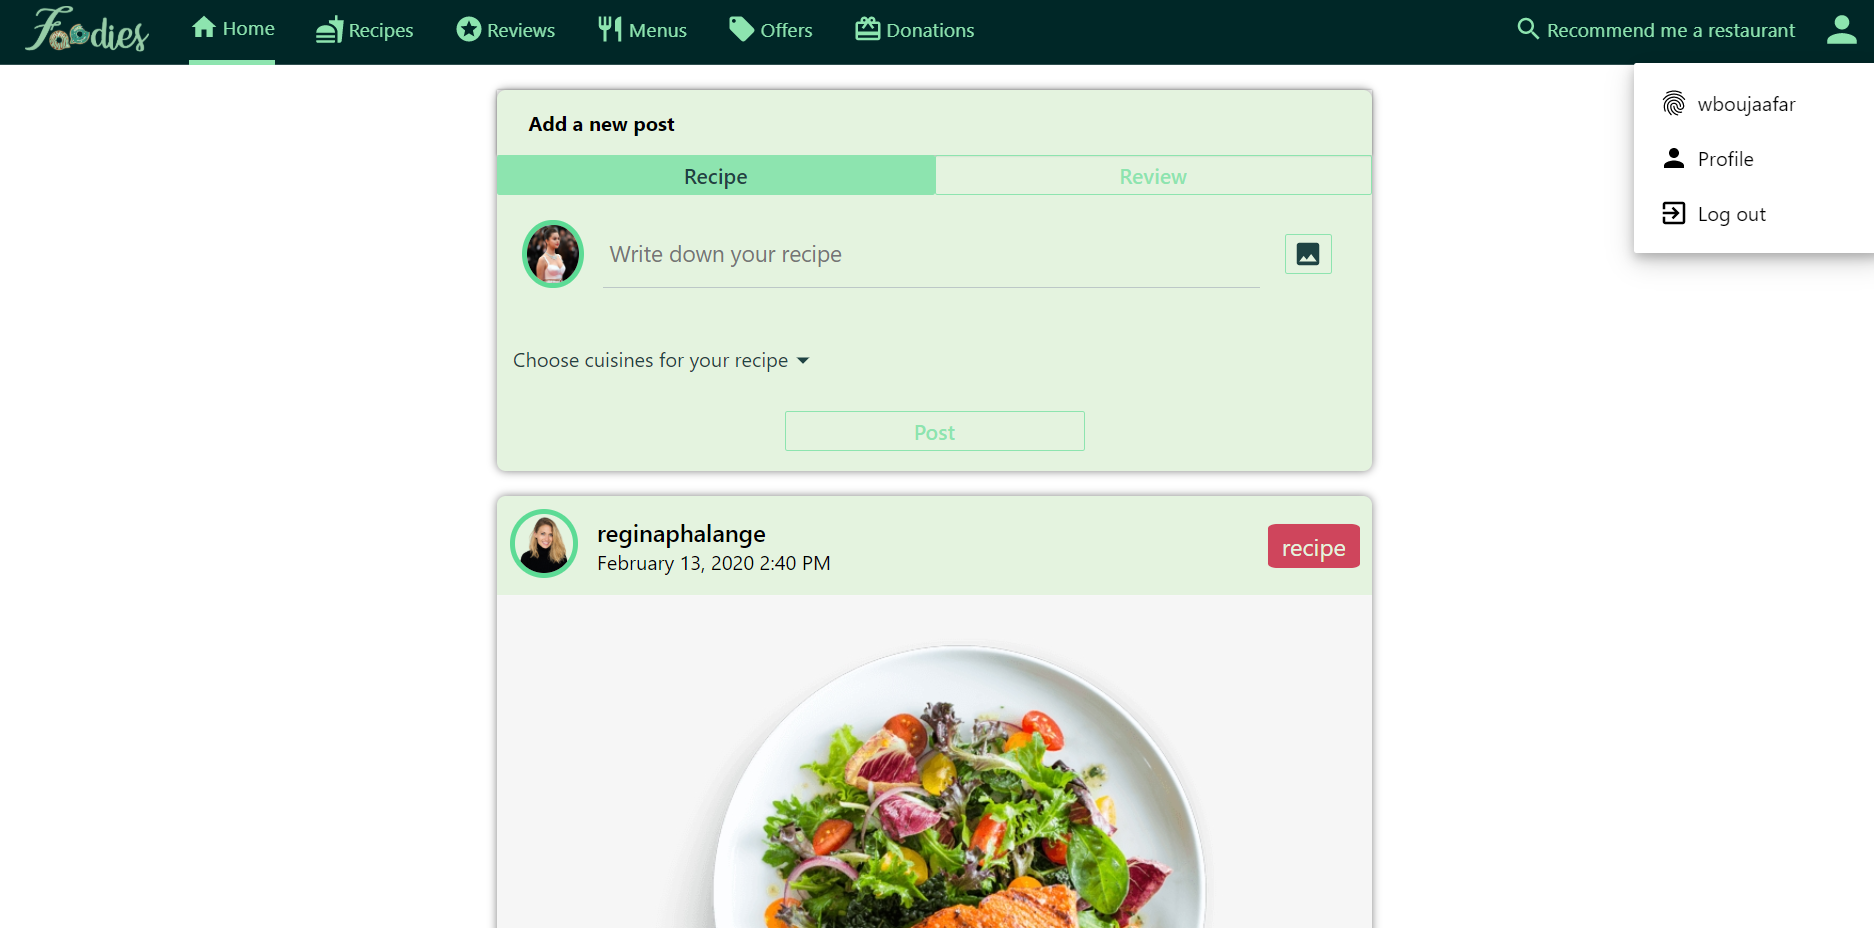 Foodies
Home
Recipes
Reviews
Menus
Offers
Donations
Recommend me a restaurant
wboujaafar
Profile
Log out
Add a new post
Recipe
Review
Write down your recipe
Choose cuisines for your recipe
Post
reginaphalange
February 13, 2020 2:40 PM
recipe